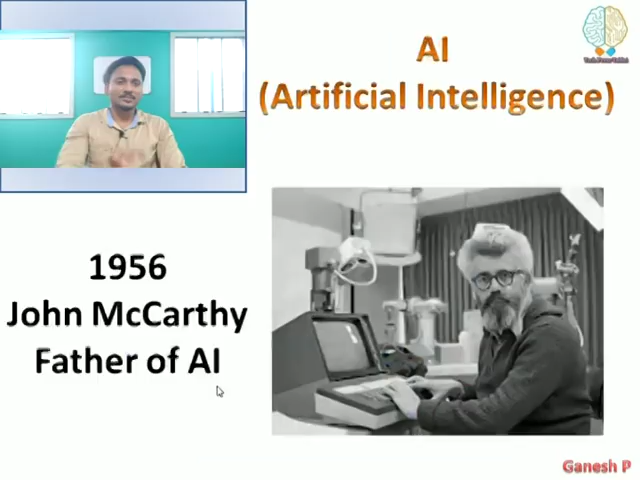 AI
(Artificial Intelligence)
1956
John McCarthy
Father of AI
Ganesh P